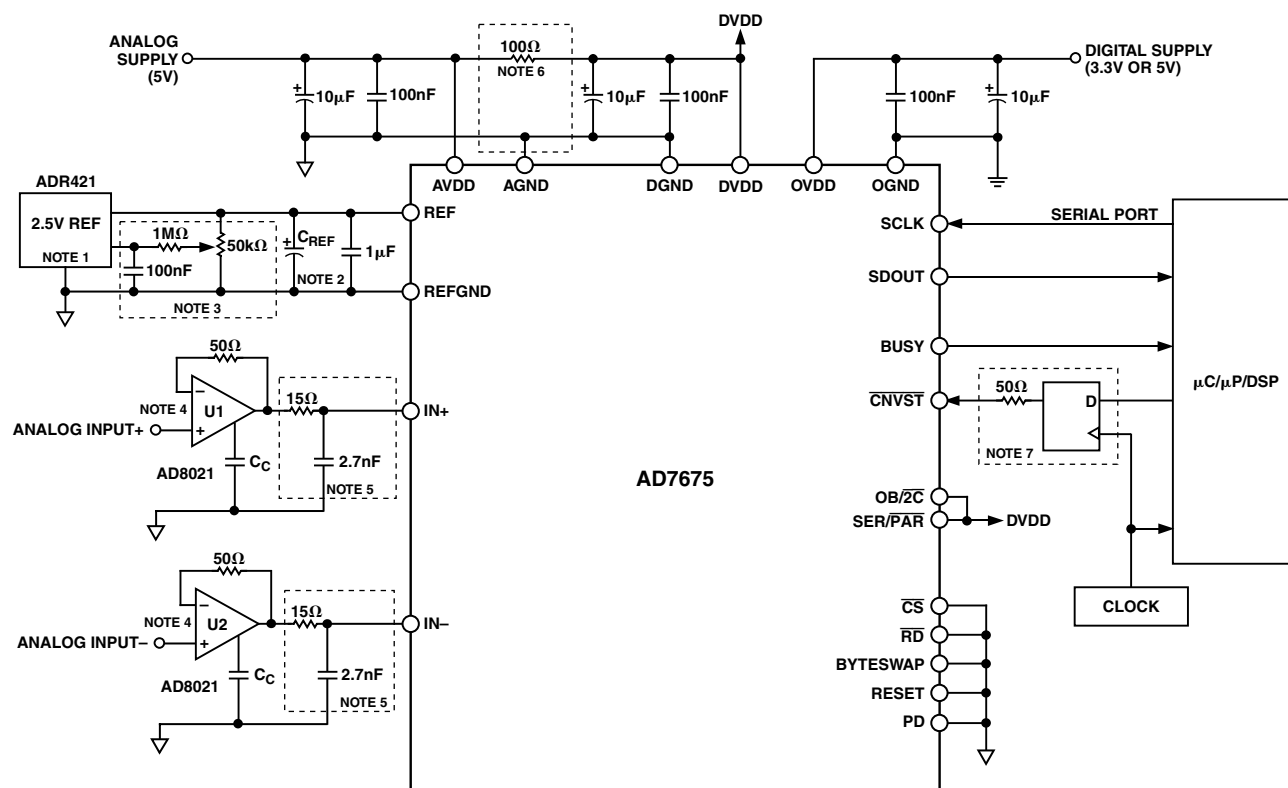 DVDD
ANALOG
SUPPLY
(5V)
100Ω
NOTE 6
DIGITAL SUPPLY
(3.3V OR 5V)
+
10μF
100nF
+
10μF
100nF
100nF
+
10μF
AVDD
AGND
DGND
DVDD
OVDD
OGND
ADR421
2.5V REF
NOTE 1
1MΩ
50kΩ
100nF
NOTE 3
+
CREF
NOTE 2
1μF
REF
REFGND
SCLK
SERIAL PORT
SDOUT
BUSY
CNVST
50Ω
D
NOTE 7
μC/μP/DSP
50Ω
−
U1
+
NOTE 4
ANALOG INPUT+
AD8021
CC
15Ω
2.7nF
NOTE 5
IN+
AD7675
OB/2C
SER/PAR
DVDD
CLOCK
50Ω
−
U2
+
NOTE 4
ANALOG INPUT−
AD8021
CC
15Ω
2.7nF
NOTE 5
IN−
CS
RD
BYTESWAP
RESET
PD